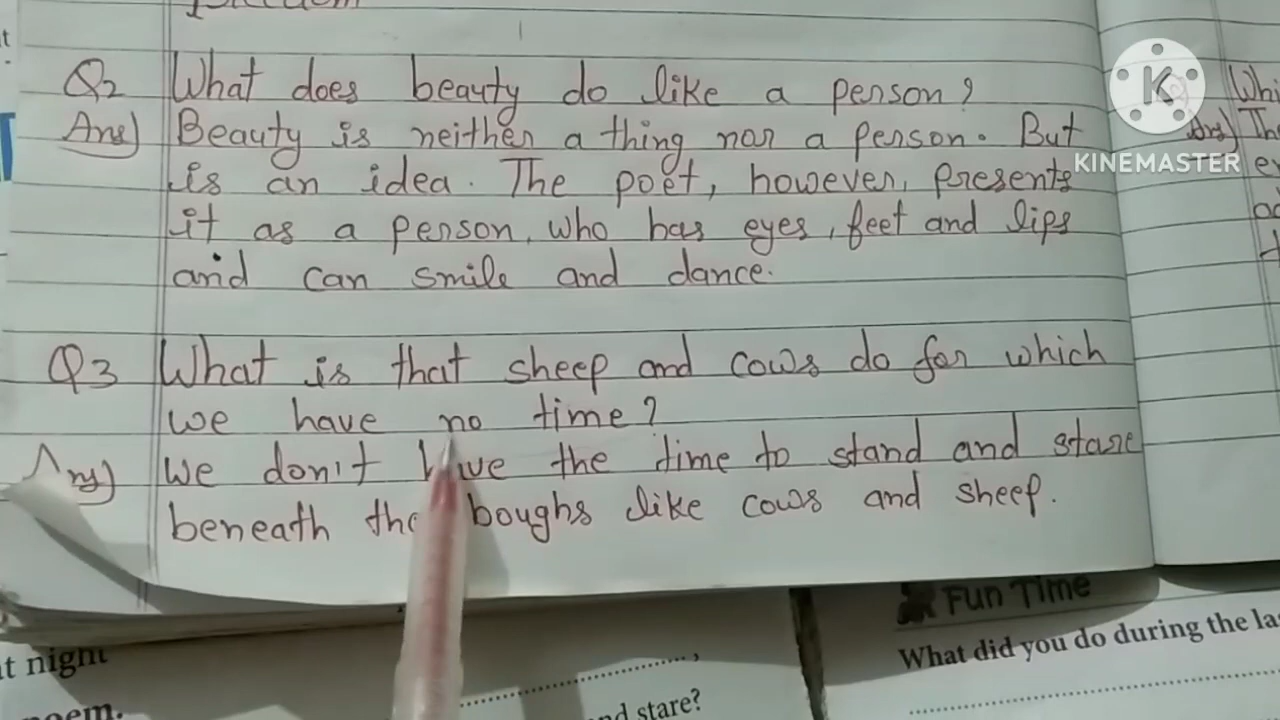 Q2 What does beauty do like a person?
Ans) Beauty is neither a thing nor a person. But
is an idea. The poet, however, presents
it as a person, who has eyes, feet and lips
and can smile and dance.
Q3 What is that sheep and cows do for which
we have no time?
Ans) we don't have the time to stand and stare
beneath the boughs like cows and sheep.
K
KINEMASTER
Ans)
Fun Time
What did you do during the
night
nd stare?